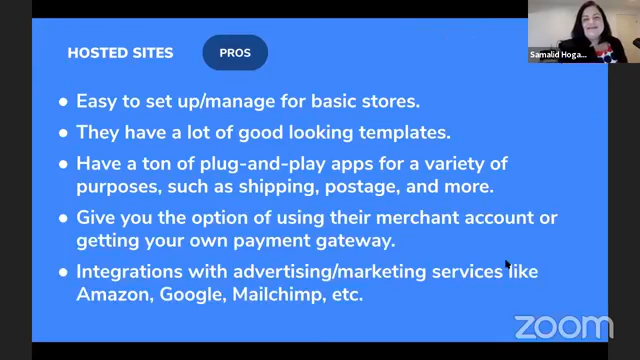 HOSTED SITES
PROS
Samalid Hoga...
● Easy to set up/manage for basic stores.
● They have a lot of good looking templates.
● Have a ton of plug-and-play apps for a variety of
purposes, such as shipping, postage, and more.
● Give you the option of using their merchant account or
getting your own payment gateway.
● Integrations with advertising/marketing services like
Amazon, Google, Mailchimp, etc.
zoom